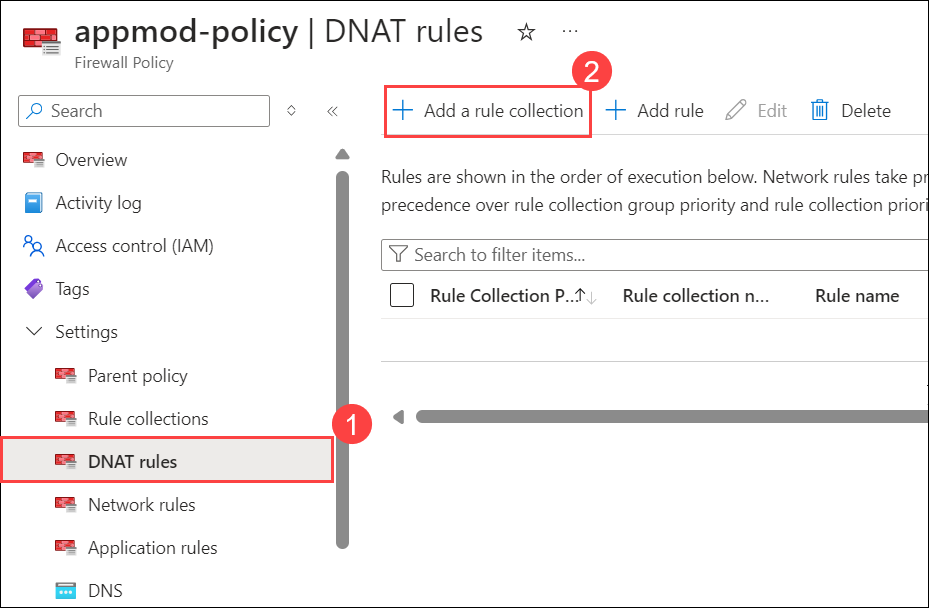 appmod-policy | DNAT rules
Firewall Policy
2
Search
Add a rule collection
Add rule
Edit
Delete
Overview
Activity log
Access control (IAM)
Tags
Settings
Parent policy
Rule collections
1
DNAT rules
Network rules
Application rules
DNS
Rules are shown in the order of execution below. Network rules take
precedence over rule collection group priority and rule collection
Search to filter items...
Rule Collection P...
Rule collection n...
Rule name